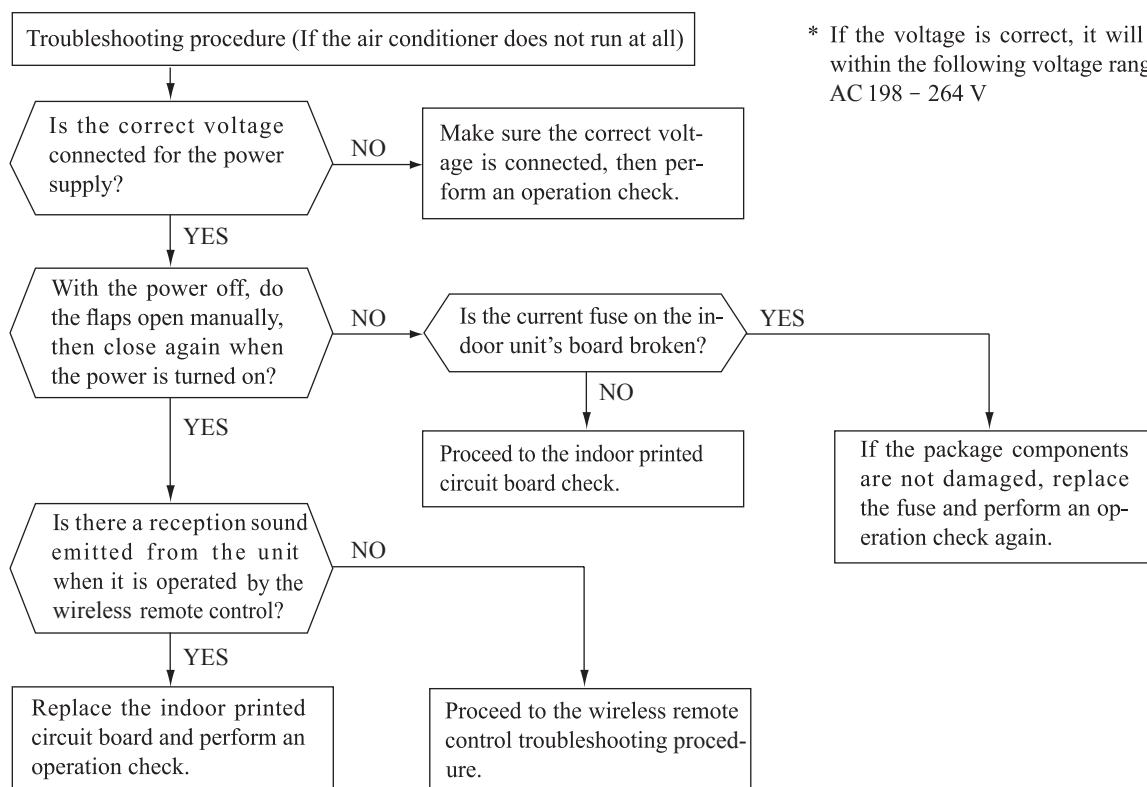 Troubleshooting procedure (If the air conditioner does not run at all)
* If the voltage is correct, it will
within the following voltage
AC 198 – 264 V
Is the correct voltage
connected for the power
supply?
NO
Make sure the correct volt-
age is connected, then per-
form an operation check.
YES
With the power off, do
the flaps open manually,
then close again when
the power is turned on?
NO
Is the current fuse on the in-
door unit’s board broken?
YES
NO
YES
Proceed to the indoor printed
circuit board check.
If the package components
are not damaged, replace
the fuse and perform an op-
eration check again.
Is there a reception sound
emitted from the unit
when it is operated by the
wireless remote control?
NO
YES
Replace the indoor printed
circuit board and perform an
operation check.
Proceed to the wireless remote
control troubleshooting proced-
ure.